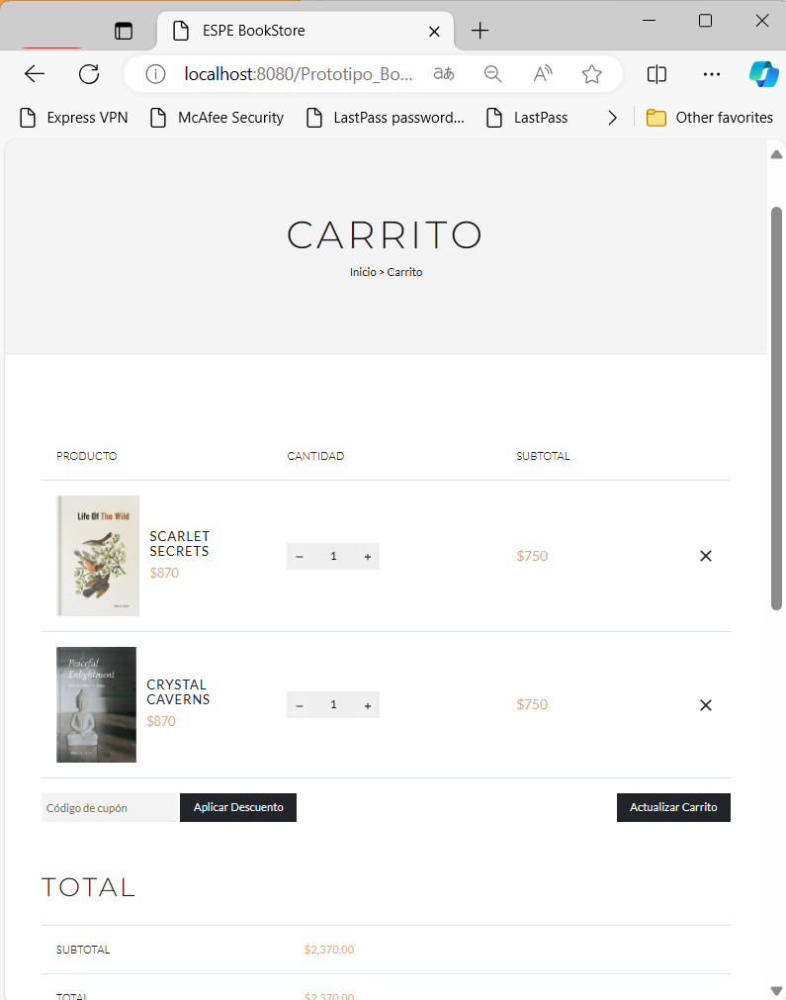 ESPE BookStore
localhost:8080/Prototipo_Bo...
Express VPN
McAfee Security
LastPass password...
LastPass
Other favorites
CARRITO
Inicio > Carrito
PRODUCTO CANTIDAD SUBTOTAL
Life Of The Wild
SCARLET
SECRETS
$870
− 1 +
$750
Peaceful
Enlightment
CRYSTAL
CAVERNS
$870
− 1 +
$750
Código de cupón
Aplicar Descuento
Actualizar Carrito
TOTAL
SUBTOTAL $2,370.00
TOTAL $2,370.00